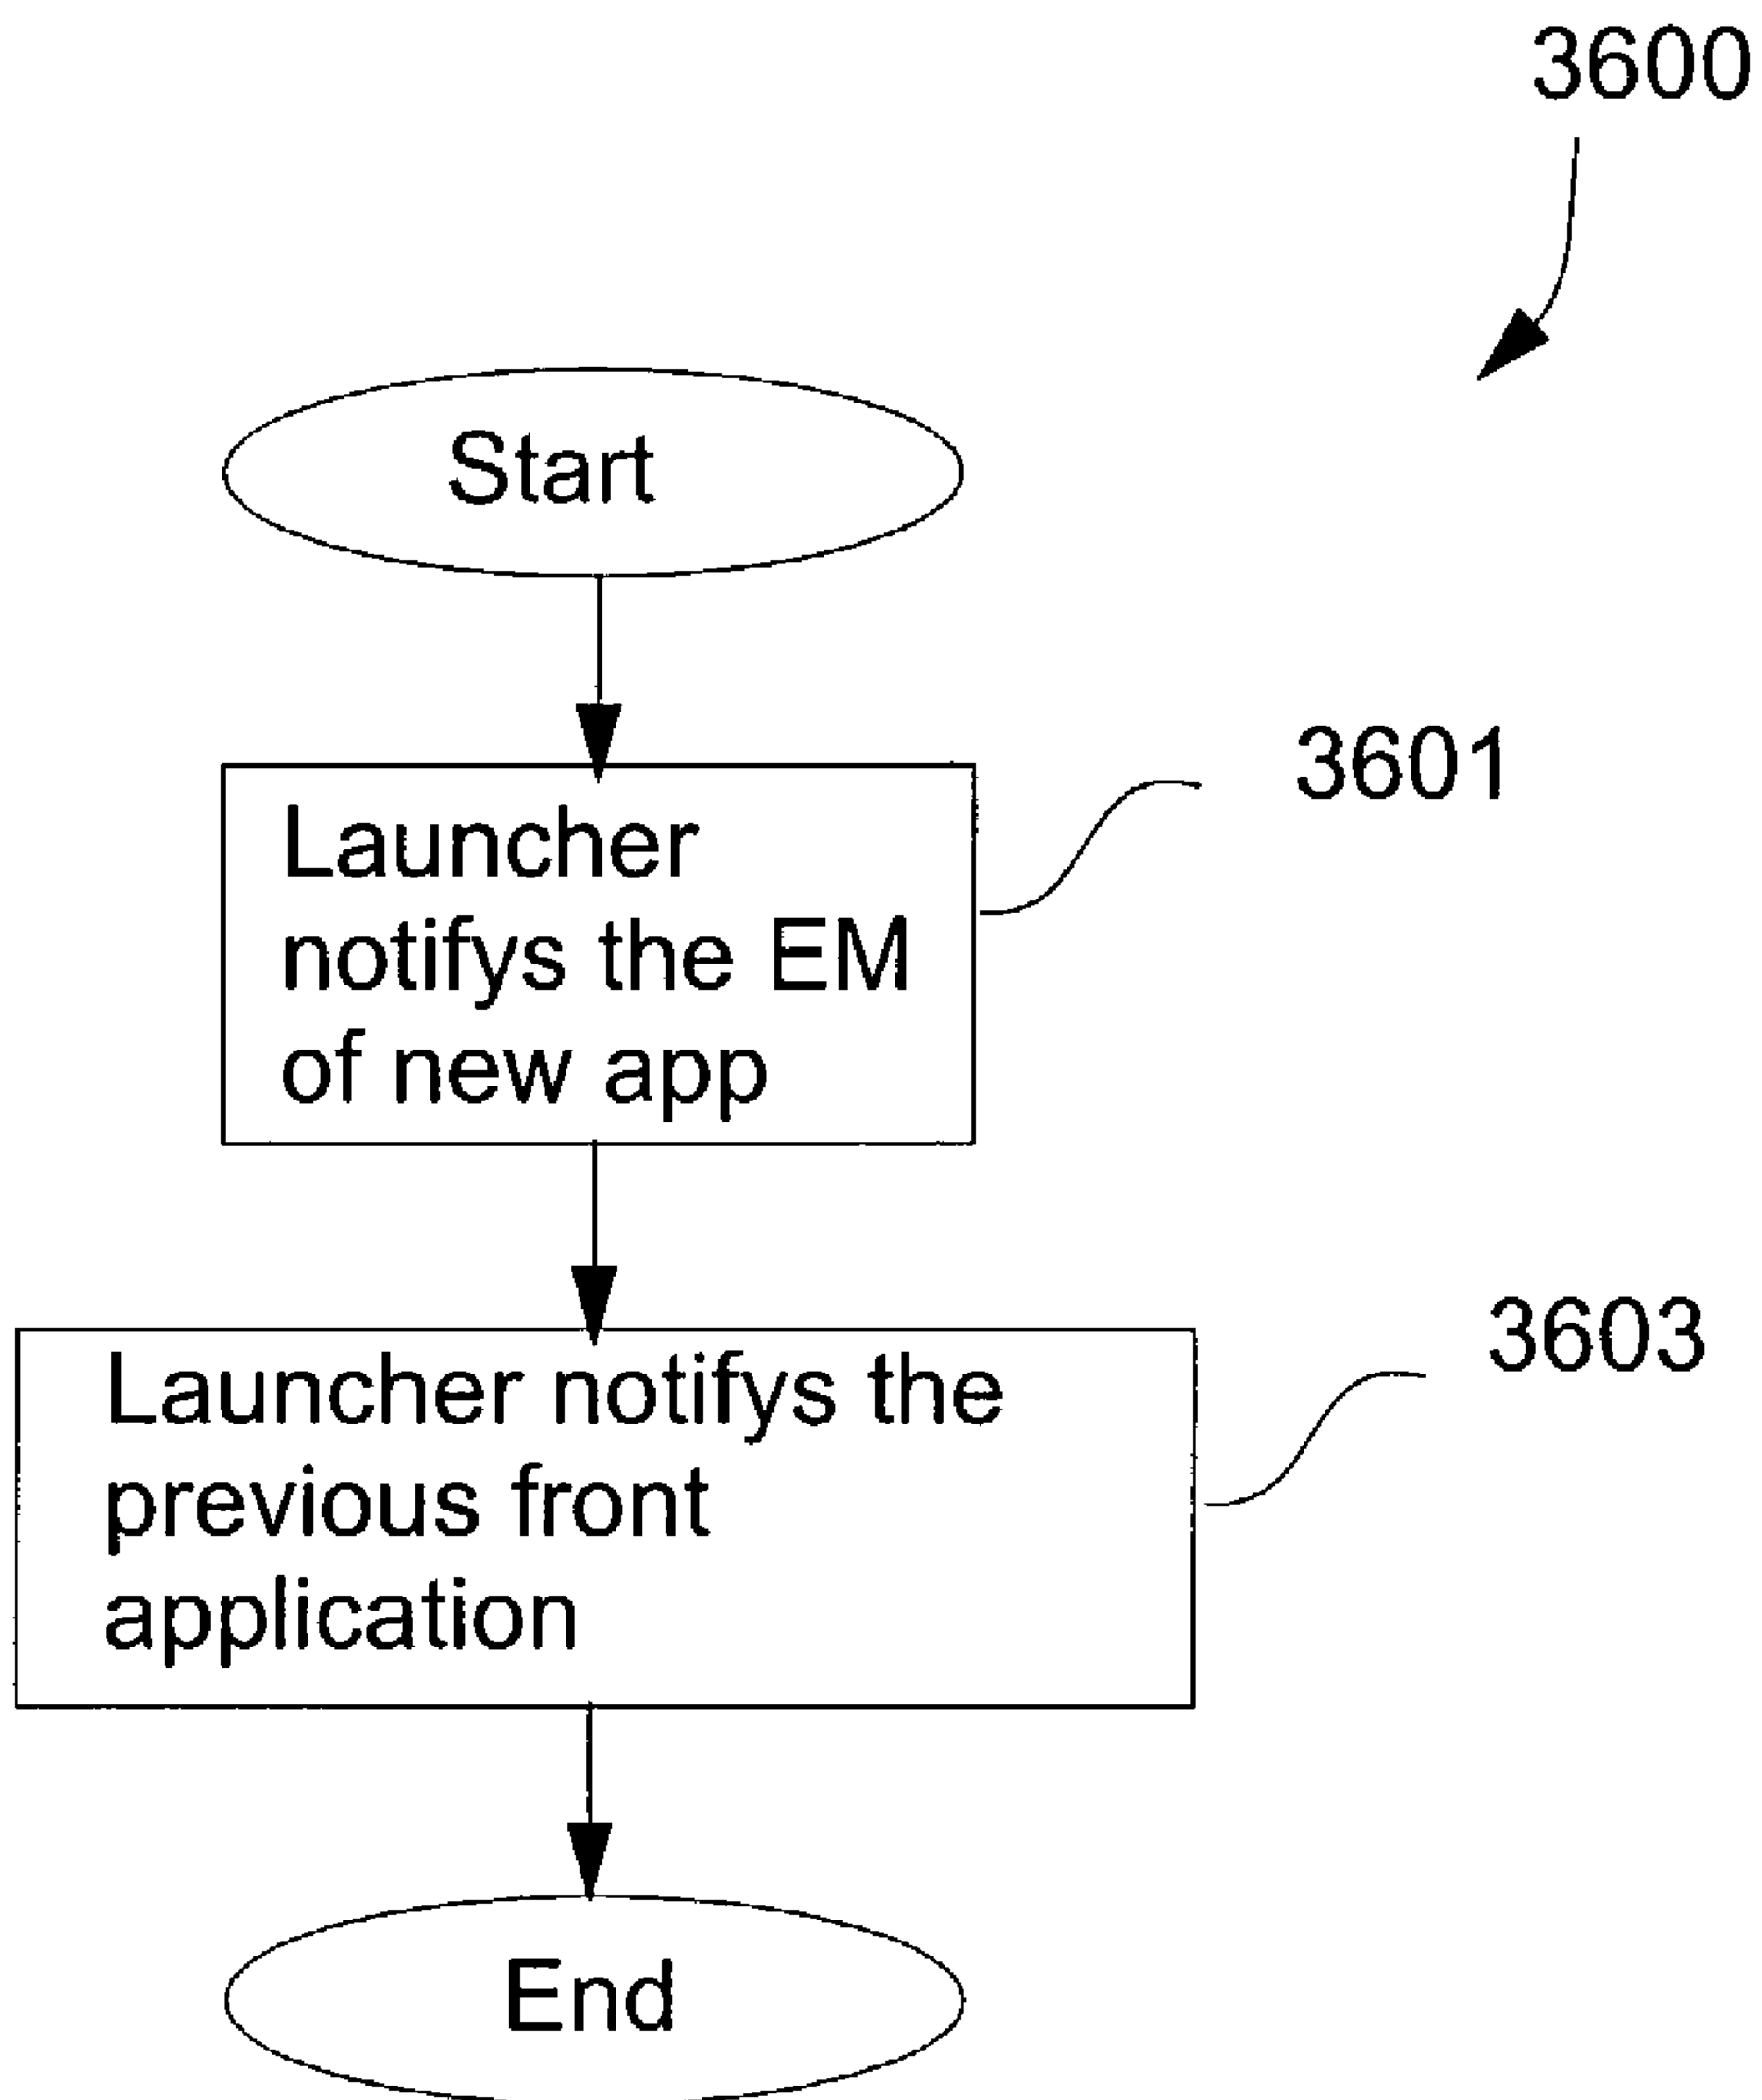 3600
Start
3601
Launcher
notifys the EM
of new app
3603
Launcher notifys the
previous front
application
End